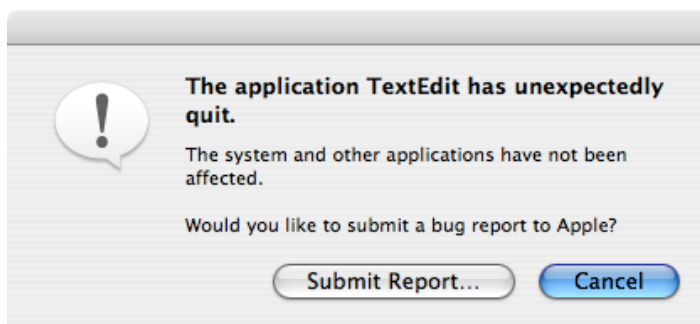 The application TextEdit has unexpectedly
quit.
The system and other applications have not been
affected.
Would you like to submit a bug report to Apple?
Submit Report... Cancel